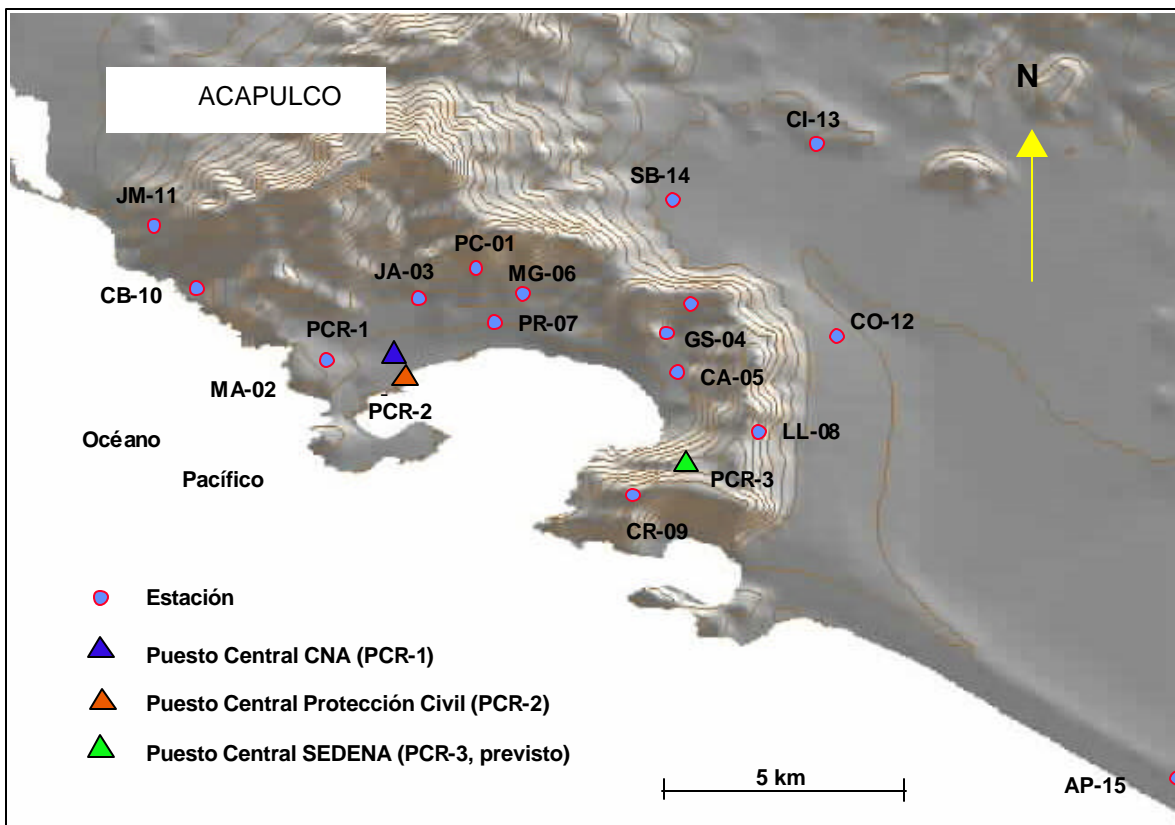 ACAPULCO
N
CI-13
SB-14
JM-11
PC-01
JA-03
MG-06
CB-10
PR-07
CO-12
PCR-1
GS-04
CA-05
MA-02
PCR-2
LL-08
Océano
PCR-3
Pacífico
CR-09
Estación
Puesto Central CNA (PCR-1)
Puesto Central Protección Civil (PCR-2)
Puesto Central SEDENA (PCR-3, previsto)
5 km
AP-15